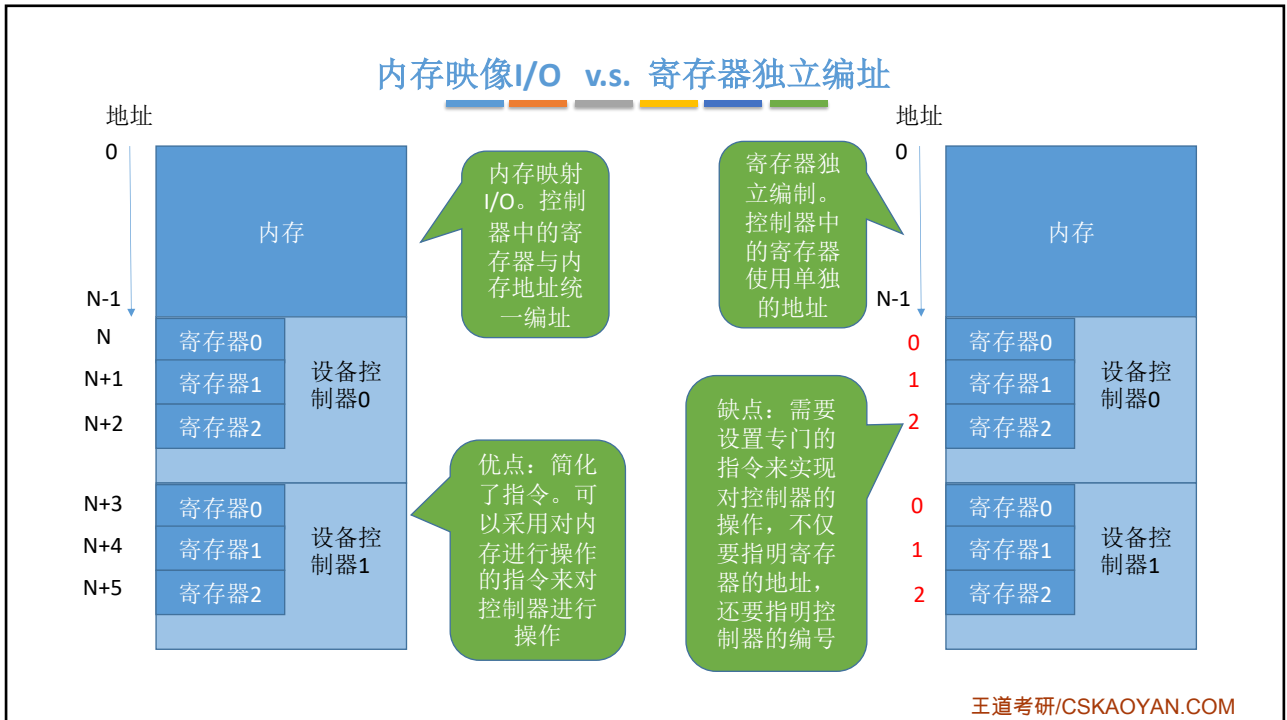 内存映像I/O v.s. 寄存器独立编址
地址
0
内存
N-1
N
寄存器0
N+1
寄存器1
N+2
寄存器2
设备控
制器0
N+3
寄存器0
N+4
寄存器1
N+5
寄存器2
设备控
制器1
内存映射
I/O。控制
器中的寄
存器与内
存地址统
一编址
优点：简化
了指令。可
以采用对内
存进行操作
的指令来对
控制器进行
操作
寄存器独
立编制。
控制器中
的寄存器
使用单独
的地址
缺点：需要
设置专门的
指令来实现
对控制器的
操作，不仅
要指明寄存
器的地址，
还要指明控
制器的编号
地址
0
内存
N-1
0
寄存器0
1
寄存器1
2
寄存器2
设备控
制器0
0
寄存器0
1
寄存器1
2
寄存器2
设备控
制器1
王道考研/CSKAOYAN.COM